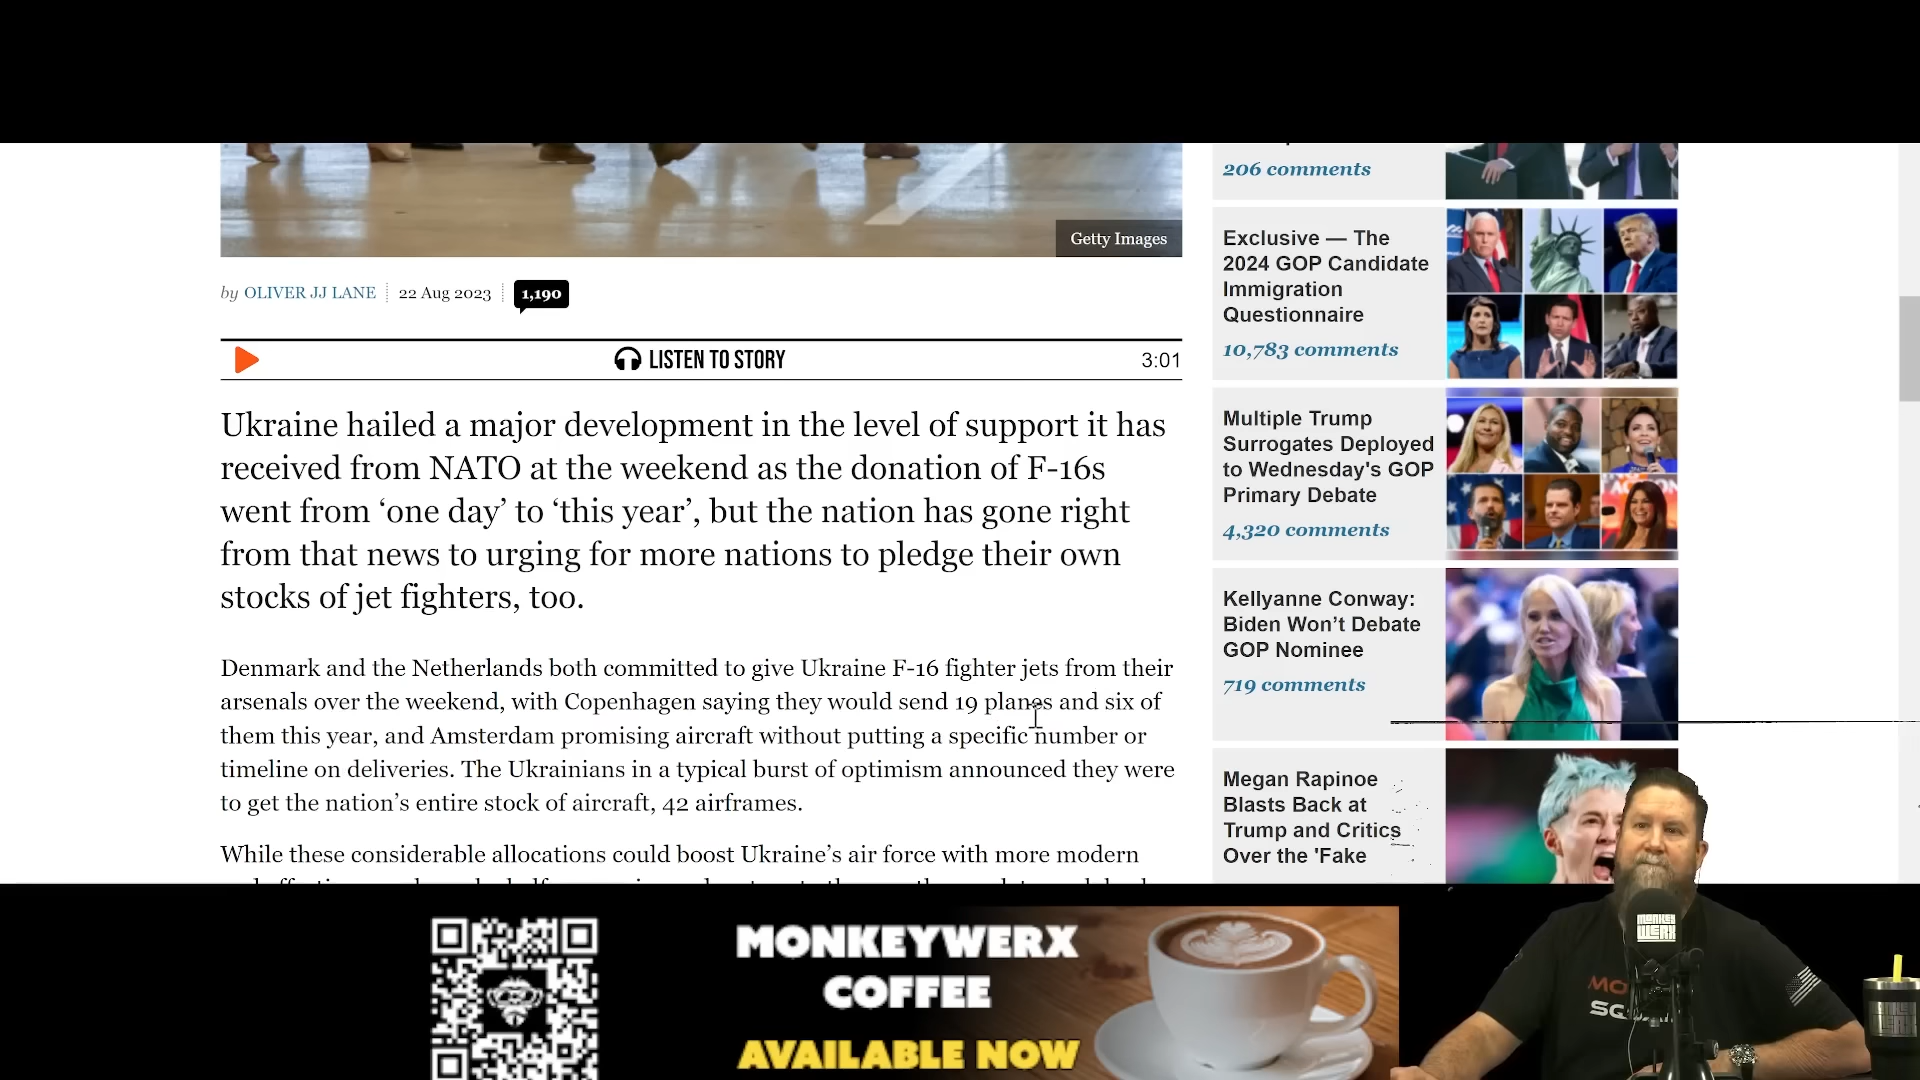 Getty Images
by OLIVER JJ LANE 22 Aug 2023 1,190
LISTEN TO STORY 3:01
Ukraine hailed a major development in the level of support it has
received from NATO at the weekend as the donation of F-16s
went from ‘one day’ to ‘this year’, but the nation has gone right
from that news to urging for more nations to pledge their own
stocks of jet fighters, too.
Denmark and the Netherlands both committed to give Ukraine F-16 fighter jets from their
arsenals over the weekend, with Copenhagen saying they would send 19 planes and six of
them this year, and Amsterdam promising aircraft without putting a specific number or
timeline on deliveries. The Ukrainians in a typical burst of optimism announced they were
to get the nation’s entire stock of aircraft, 42 airframes.
While these considerable allocations could boost Ukraine’s air force with more modern
206 comments
Exclusive — The
2024 GOP Candidate
Immigration
Questionnaire
10,783 comments
Multiple Trump
Surrogates Deployed
to Wednesday's GOP
Primary Debate
4,320 comments
Kellyanne Conway:
Biden Won’t Debate
GOP Nominee
719 comments
Megan Rapinoe
Blasts Back at
Trump and Critics
Over the 'Fake
MONKEYWERX
COFFEE
AVAILABLE NOW
MONKEY
WERX